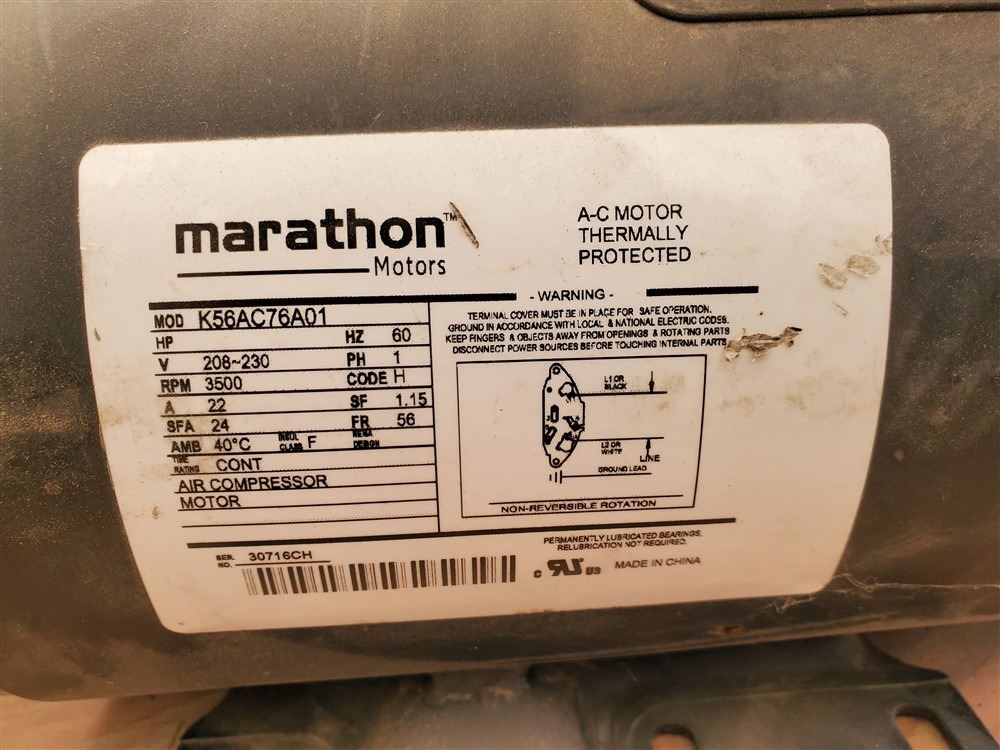 marathon™
Motors
A-C MOTOR
THERMALLY
PROTECTED
- WARNING -
TERMINAL COVER MUST BE IN PLACE FOR SAFE OPERATION.
GROUND IN ACCORDANCE WITH LOCAL & NATIONAL ELECTRIC CODES.
KEEP FINGERS & OBJECTS AWAY FROM OPENINGS & ROTATING PARTS
DISCONNECT POWER SOURCES BEFORE TOUCHING INTERNAL PARTS
MOD K56AC76A01
HP HZ 60
V 208~230 PH 1
RPM 3500 CODE H
A 22 SF 1.15
SFA 24 FR 56
AMB 40°C INSUL CLASS F NEMA DESIGN
TIME RATING CONT
AIR COMPRESSOR
MOTOR
L1 OR
BLACK
L2 OR
WHITE
LINE
GROUND LEAD
NON-REVERSIBLE ROTATION
PERMANENTLY LUBRICATED BEARINGS.
RELUBRICATION NOT REQUIRED.
SER. NO. 30716CH
c RU US MADE IN CHINA